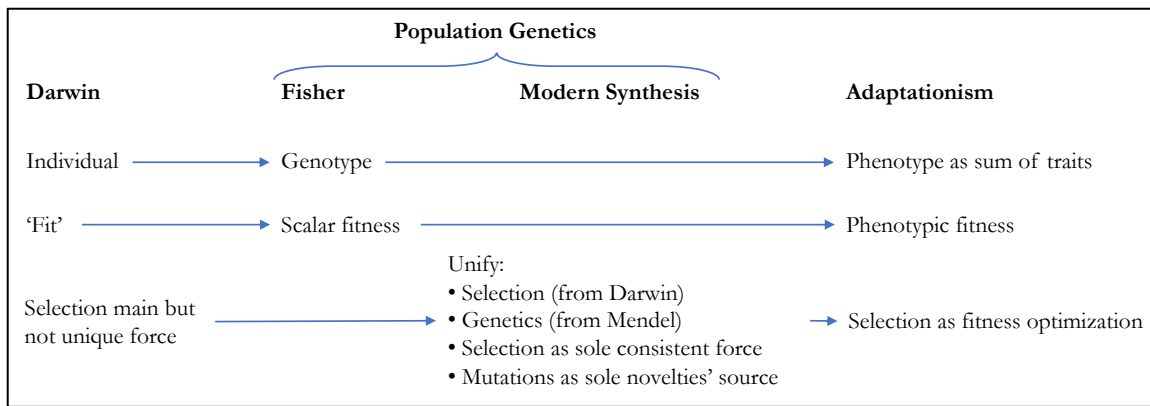 Population Genetics
Darwin Fisher Modern Synthesis Adaptationism
Individual Genotype Phenotype as sum of traits
‘Fit’ Scalar fitness Phenotypic fitness
Selection main but
not unique force
Unify:
• Selection (from Darwin)
• Genetics (from Mendel)
• Selection as sole consistent force
• Mutations as sole novelties’ source
Selection as fitness optimization